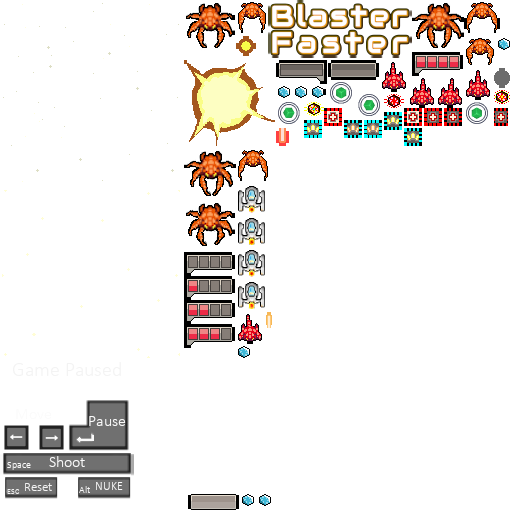 Blaster
Faster
Game Paused
Pause
Space Shoot
ESC Reset
Alt NUKE